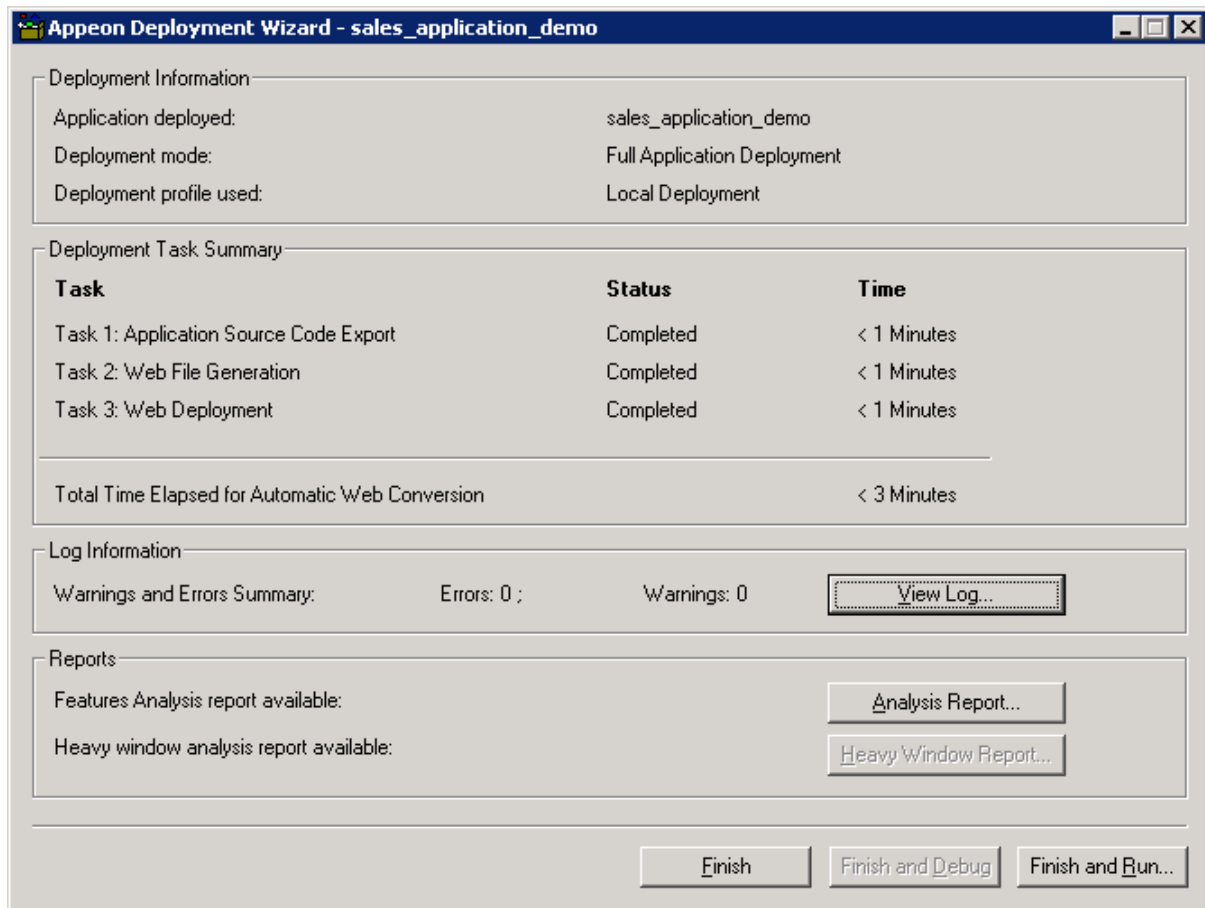 Appeon Deployment Wizard - sales_application_demo
Deployment Information
Application deployed: sales_application_demo
Deployment mode: Full Application Deployment
Deployment profile used: Local Deployment
Deployment Task Summary
Task Status Time
Task 1: Application Source Code Export Completed < 1 Minutes
Task 2: Web File Generation Completed < 1 Minutes
Task 3: Web Deployment Completed < 1 Minutes
Total Time Elapsed for Automatic Web Conversion < 3 Minutes
Log Information
Warnings and Errors Summary: Errors: 0 ; Warnings: 0 View Log...
Reports
Features Analysis report available: Analysis Report...
Heavy window analysis report available: Heavy Window Report...
Finish Finish and Debug Finish and Run...